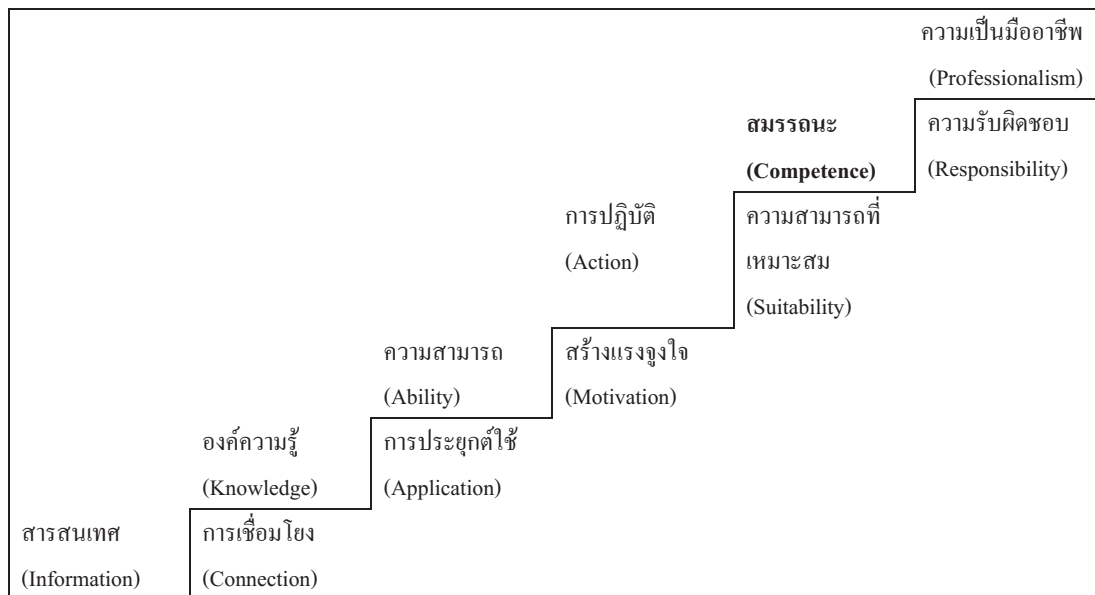 ความเป็นมืออาชีพ
(Professionalism)
สมรรถนะ
(Competence)
ความรับผิดชอบ
(Responsibility)
การปฏิบัติ
(Action)
ความสามารถที่
เหมาะสม
(Suitability)
ความสามารถ
(Ability)
สร้างแรงจูงใจ
(Motivation)
องค์ความรู้
(Knowledge)
การประยุกต์ใช้
(Application)
สารสนเทศ
(Information)
การเชื่อมโยง
(Connection)